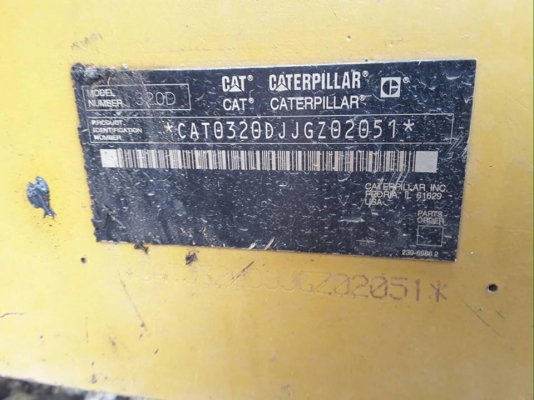 CAT CATERPILLAR C
CAT CATERPILLAR
MODEL NUMBER 320D
PRODUCT IDENTIFICATION NUMBER *CAT0320DJJGZ02051*
CATERPILLAR INC.
PEORIA, IL 61629
USA
PARTS ORDER
JGZ02051*